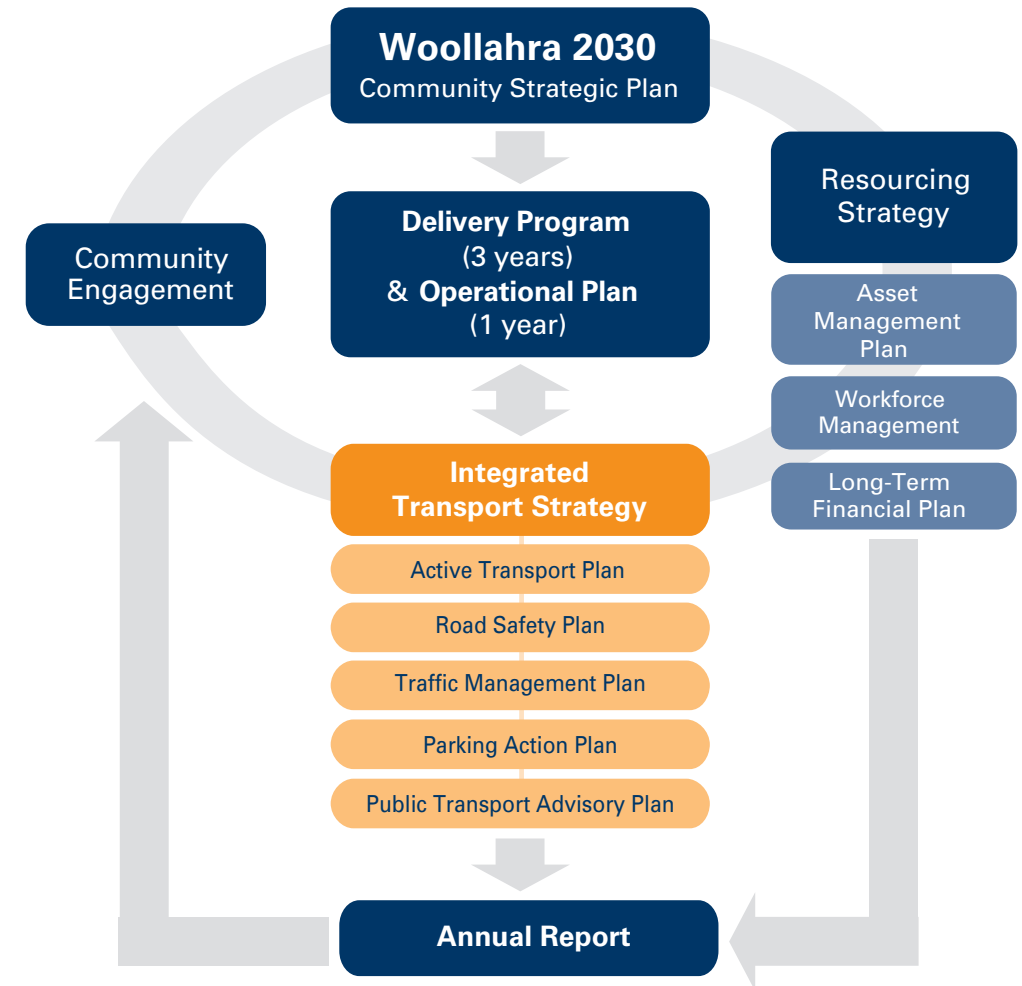 Woollahra 2030
Community Strategic Plan
Resourcing
Strategy
Delivery Program
(3 years)
& Operational Plan
(1 year)
Community
Engagement
Asset
Management
Plan
Workforce
Management
Long-Term
Financial Plan
Integrated
Transport Strategy
Active Transport Plan
Road Safety Plan
Traffic Management Plan
Parking Action Plan
Public Transport Advisory Plan
Annual Report